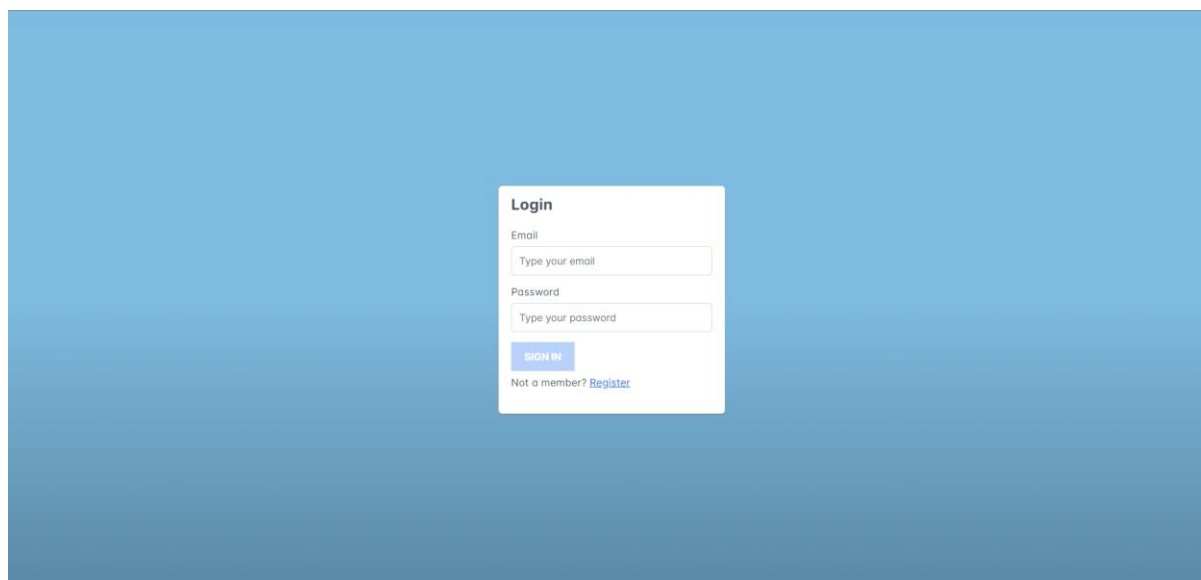 Login
Email
Type your email
Password
Type your password
SIGN IN
Not a member? Register